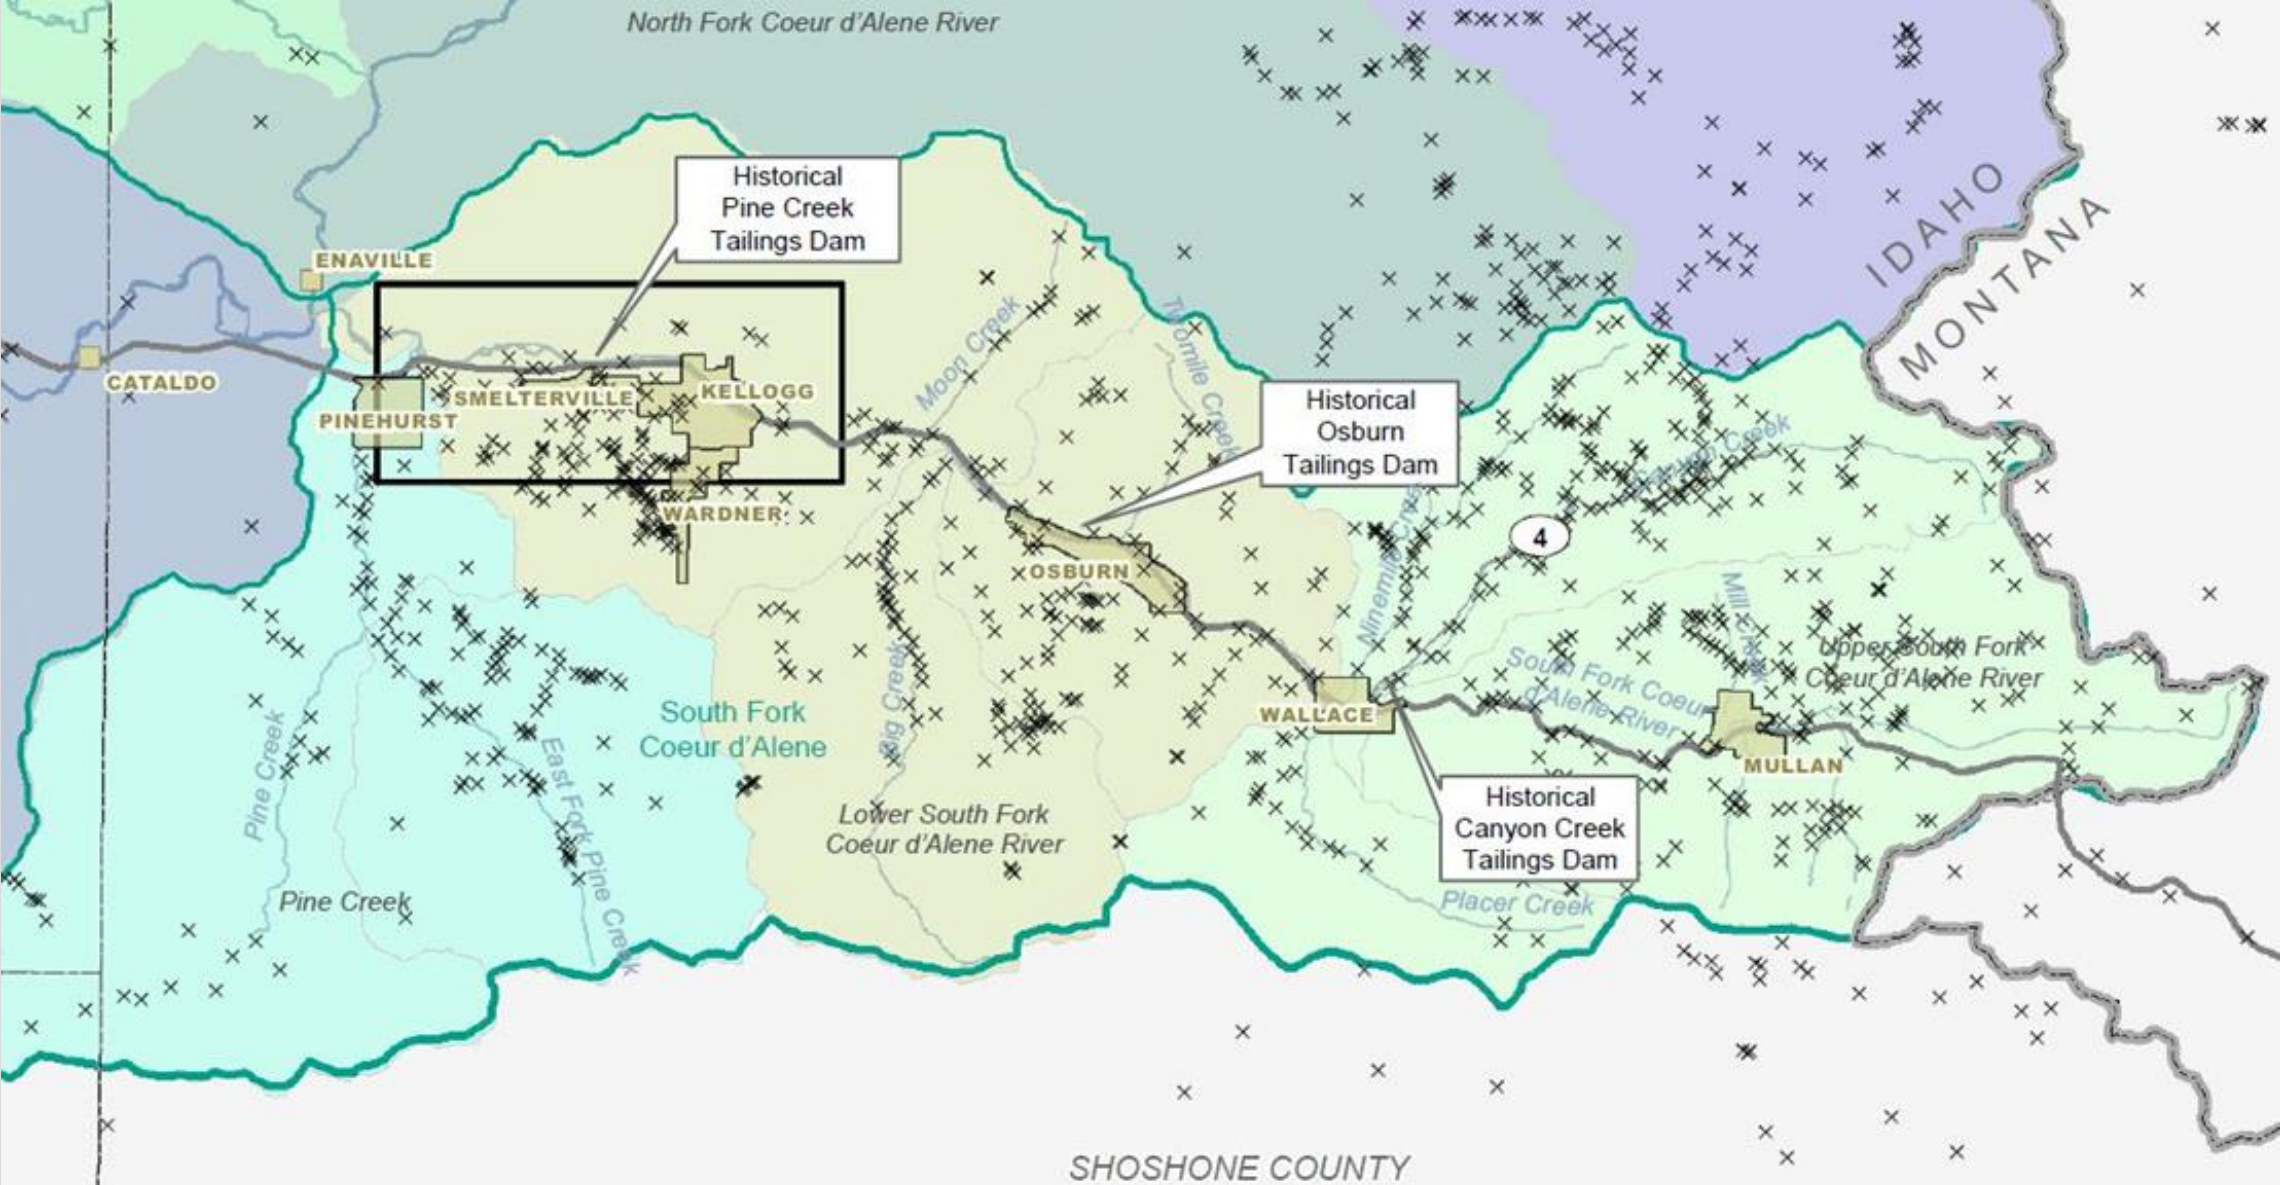 North Fork Coeur d'Alene River
Historical
Pine Creek
Tailings Dam
IDAHO
MONTANA
ENAVILLE
CATALDO
PINEHURST
SMELTERVILLE
KELLOGG
WARDNER
Moon Creek
Twomile Creek
Historical
Osburn
Tailings Dam
Canyon Creek
4
OSBURN
Ninemile Creek
Mill Creek
Upper South Fork
Coeur d'Alene River
South Fork Coeur
d'Alene River
Big Creek
South Fork
Coeur d'Alene
WALLACE
MULLAN
Pine Creek
East Fork Pine Creek
Historical
Canyon Creek
Tailings Dam
Lower South Fork
Coeur d'Alene River
Pine Creek
Placer Creek
SHOSHONE COUNTY